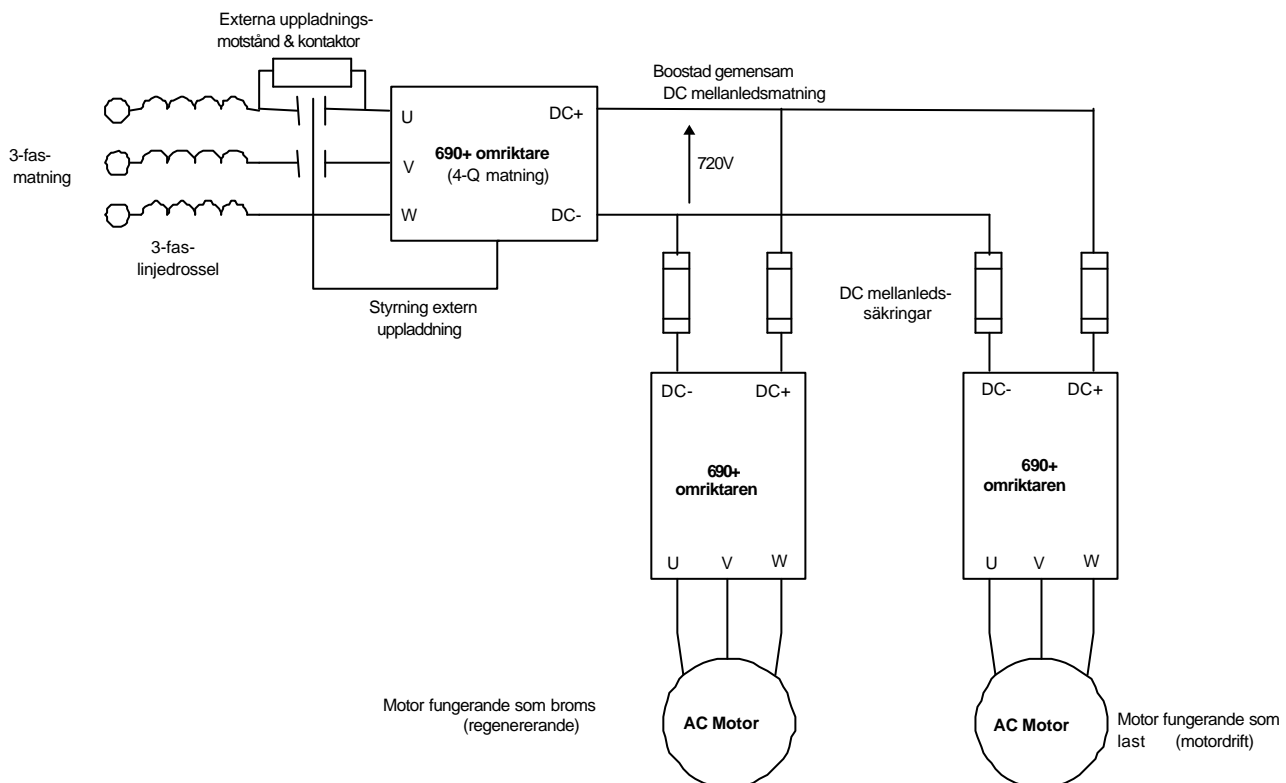 Externa uppladnings-
motstånd & kontaktor
Boostad gemensam
DC mellanledsmatning
U
DC+
3-fas-
matning
690+ omriktare
(4-Q matning)
V
720V
W
DC-
3-fas-
linjedrossel
Styrning extern
uppladdning
DC mellanleds-
säkringar
DC-
DC+
DC-
DC+
690+
omriktaren
690+
omriktaren
U
V
W
U
V
W
Motor fungerande som broms
(regenererande)
AC Motor
AC Motor
Motor fungerande som
last (motordrift)